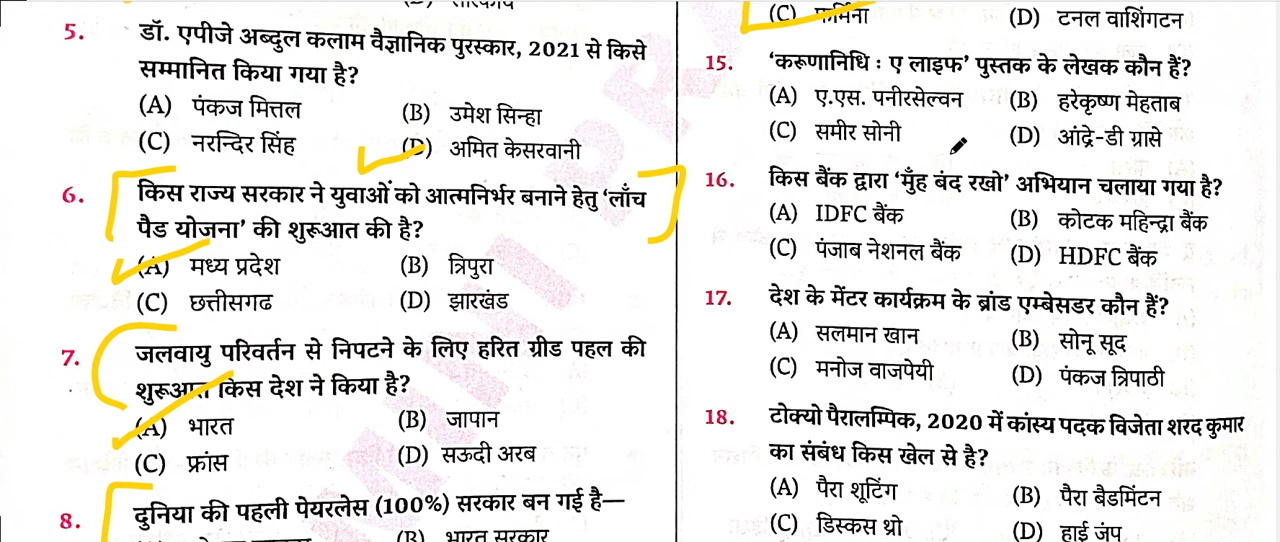 5. डॉ. एपीजे अब्दुल कलाम वैज्ञानिक पुरस्कार, 2021 से किसे
सम्मानित किया गया है?
(A) पंकज मित्तल (B) उमेश सिन्हा
(C) नरन्दिर सिंह (D) अमित केसरवानी
6. किस राज्य सरकार ने युवाओं को आत्मनिर्भर बनाने हेतु ‘लाँच
पैड योजना’ की शुरूआत की है?
(A) मध्य प्रदेश (B) त्रिपुरा
(C) छत्तीसगढ (D) झारखंड
7. जलवायु परिवर्तन से निपटने के लिए हरित ग्रीड पहल की
शुरूआत किस देश ने किया है?
(A) भारत (B) जापान
(C) फ्रांस (D) सऊदी अरब
8. दुनिया की पहली पेयरलेस (100%) सरकार बन गई है—
(B) भारत सरकार
(C) फर्मिना (D) टनल वाशिंगटन
15. ‘करूणानिधि : ए लाइफ’ पुस्तक के लेखक कौन हैं?
(A) ए.एस. पनीरसेल्वन (B) हरेकृष्ण मेहताब
(C) समीर सोनी (D) आंद्रे-डी ग्रासे
16. किस बैंक द्वारा ‘मुँह बंद रखो’ अभियान चलाया गया है?
(A) IDFC बैंक (B) कोटक महिन्द्रा बैंक
(C) पंजाब नेशनल बैंक (D) HDFC बैंक
17. देश के मेंटर कार्यक्रम के ब्रांड एम्बेसडर कौन हैं?
(A) सलमान खान (B) सोनू सूद
(C) मनोज वाजपेयी (D) पंकज त्रिपाठी
18. टोक्यो पैरालम्पिक, 2020 में कांस्य पदक विजेता शरद कुमार
का संबंध किस खेल से है?
(A) पैरा शूटिंग (B) पैरा बैडमिंटन
(C) डिस्कस थ्रो (D) हाई जंप